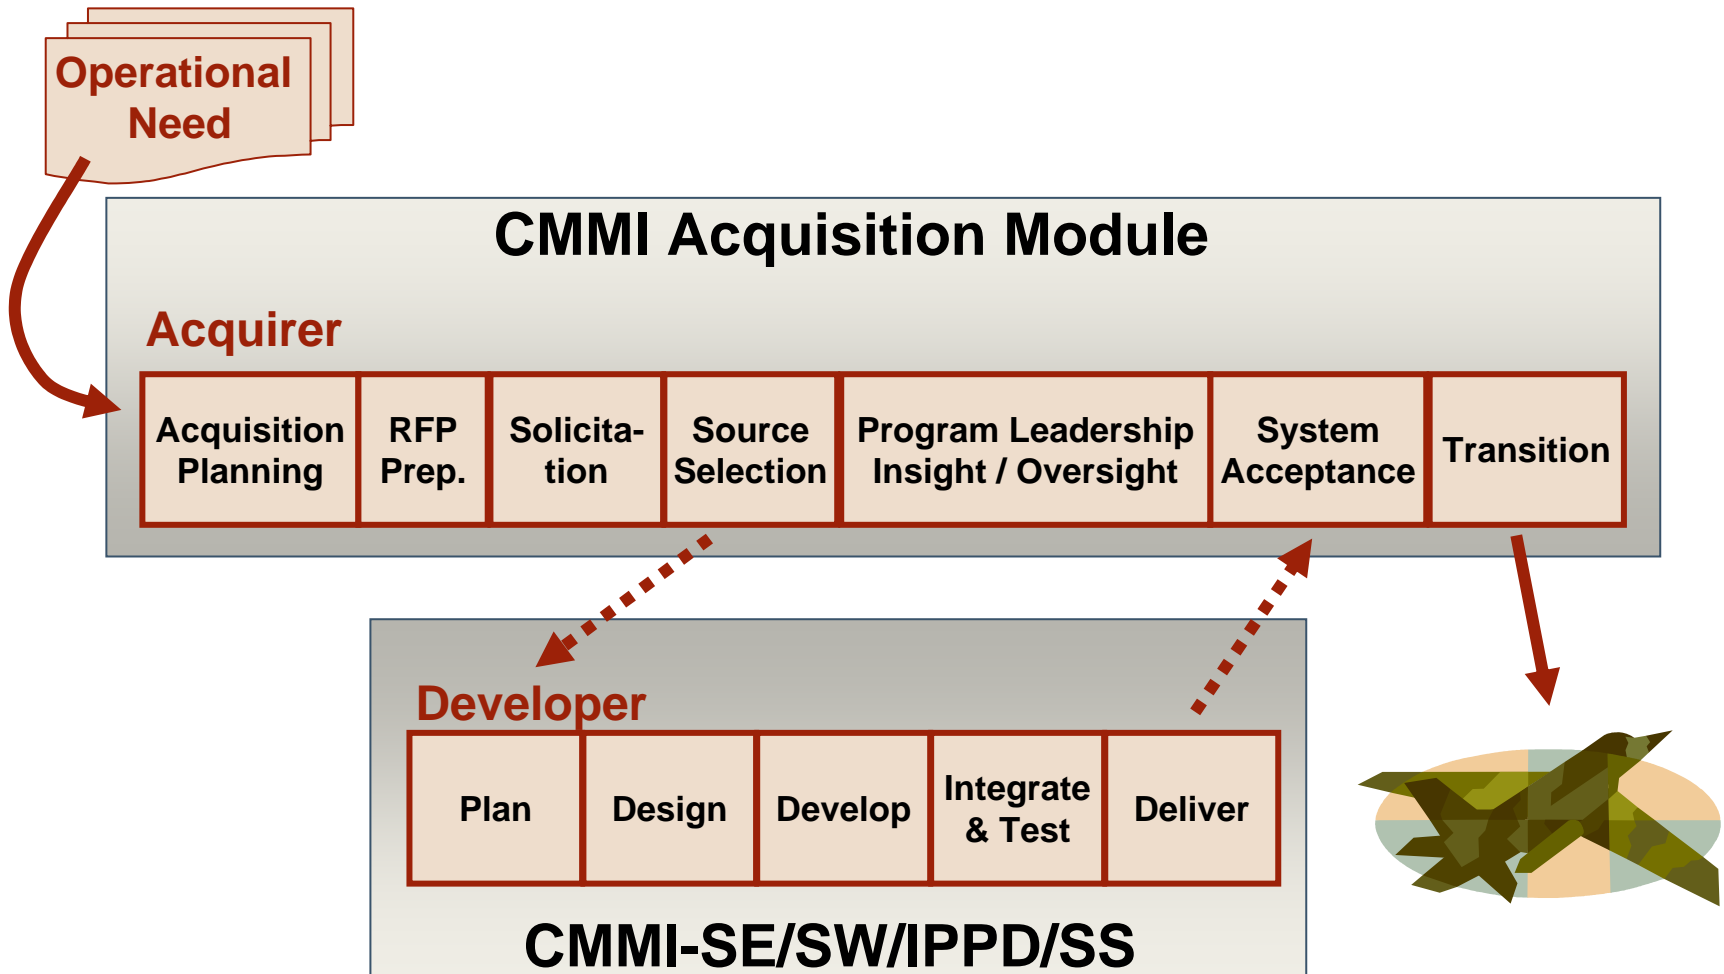 Operational
Need
CMMI Acquisition Module
Acquirer
Acquisition
Planning
RFP
Prep.
Solicita-
tion
Source
Selection
Program Leadership
Insight / Oversight
System
Acceptance
Transition
Developer
Plan
Design
Develop
Integrate
& Test
Deliver
CMMI-SE/SW/IPPD/SS